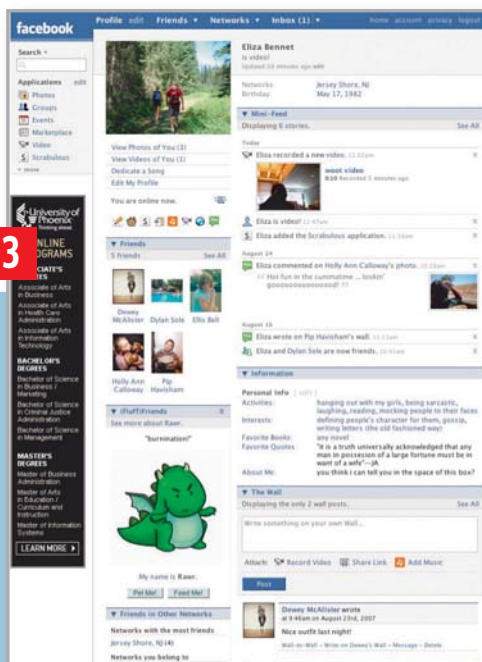 facebook
Profile edit Friends ▼ Networks ▼ Inbox (1) ▼ home account privacy logout
Search ▾
Applications edit
Photos
Groups
Events
Marketplace
Video
Scrabulous
▾ more
University of
Phoenix
Thinking ahead.
3
ONLINE
PROGRAMS
ASSOCIATE'S
DEGREES
Associate of Arts
in Business
Associate of Arts
in Health Care
Administration
Associate of Arts
in Information
Technology
BACHELOR'S
DEGREES
Bachelor of Science
in Business /
Marketing
Bachelor of Science
in Criminal Justice
Administration
Bachelor of Science
in Management
MASTER'S
DEGREES
Master of Business
Administration
Master of Arts
in Education /
Curriculum and
Instruction
Master of Information
Systems
LEARN MORE
View Photos of You (3)
View Videos of You (1)
Dedicate a Song
Edit My Profile
You are online now.
▼ Friends
5 friends See All
Dewey
McAlister
Dylan Sole
Ellis Bell
Holly Ann
Calloway
Pip
Havisham
▼ (fluff)Friends x
See more about Rawr.
"burnination!"
My name is Rawr.
Pet Me! Feed Me!
▼ Friends in Other Networks
Networks with the most friends
Jersey Shore, NJ (4)
Networks you belong to
Eliza Bennet
is video!
Updated minutes ago edit
Networks: Jersey Shore, NJ
Birthday: May 17, 1982
▼ Mini-Feed
Displaying 6 stories. See All
Today
Eliza recorded a new video.
woot video
0:20 Recorded 5 minutes ago
Eliza is video!
Eliza added the Scrabulous application.
August 24
Eliza commented on Holly Ann Calloway's photo.
Hot fun in the summatime ... lookin'
August 16
Eliza wrote on Pip Havisham's wall.
Eliza and Dylan Sole are now friends.
▼ Information
Personal Info [ edit ]
Activities: hanging out with my girls, being sarcastic,
laughing, reading, mocking people to their faces
Interests: defining people's character for them, gossip,
writing letters (the old fashioned way)
Favorite Books: any novel
Favorite Quotes: "it is a truth universally acknowledged that any
man in possession of a large fortune must be in
want of a wife"—JA
About Me: you think i can tell you in the space of this box?
▼ The Wall
Displaying the only 2 wall posts. See All
Write something on your own Wall...
Attach: Record Video Share Link Add Music
Post
Dewey McAlister wrote
at 9:46am on August 23rd, 2007
Nice outfit last night!
Wall-to-Wall - Write on Dewey's Wall - Message - Delete